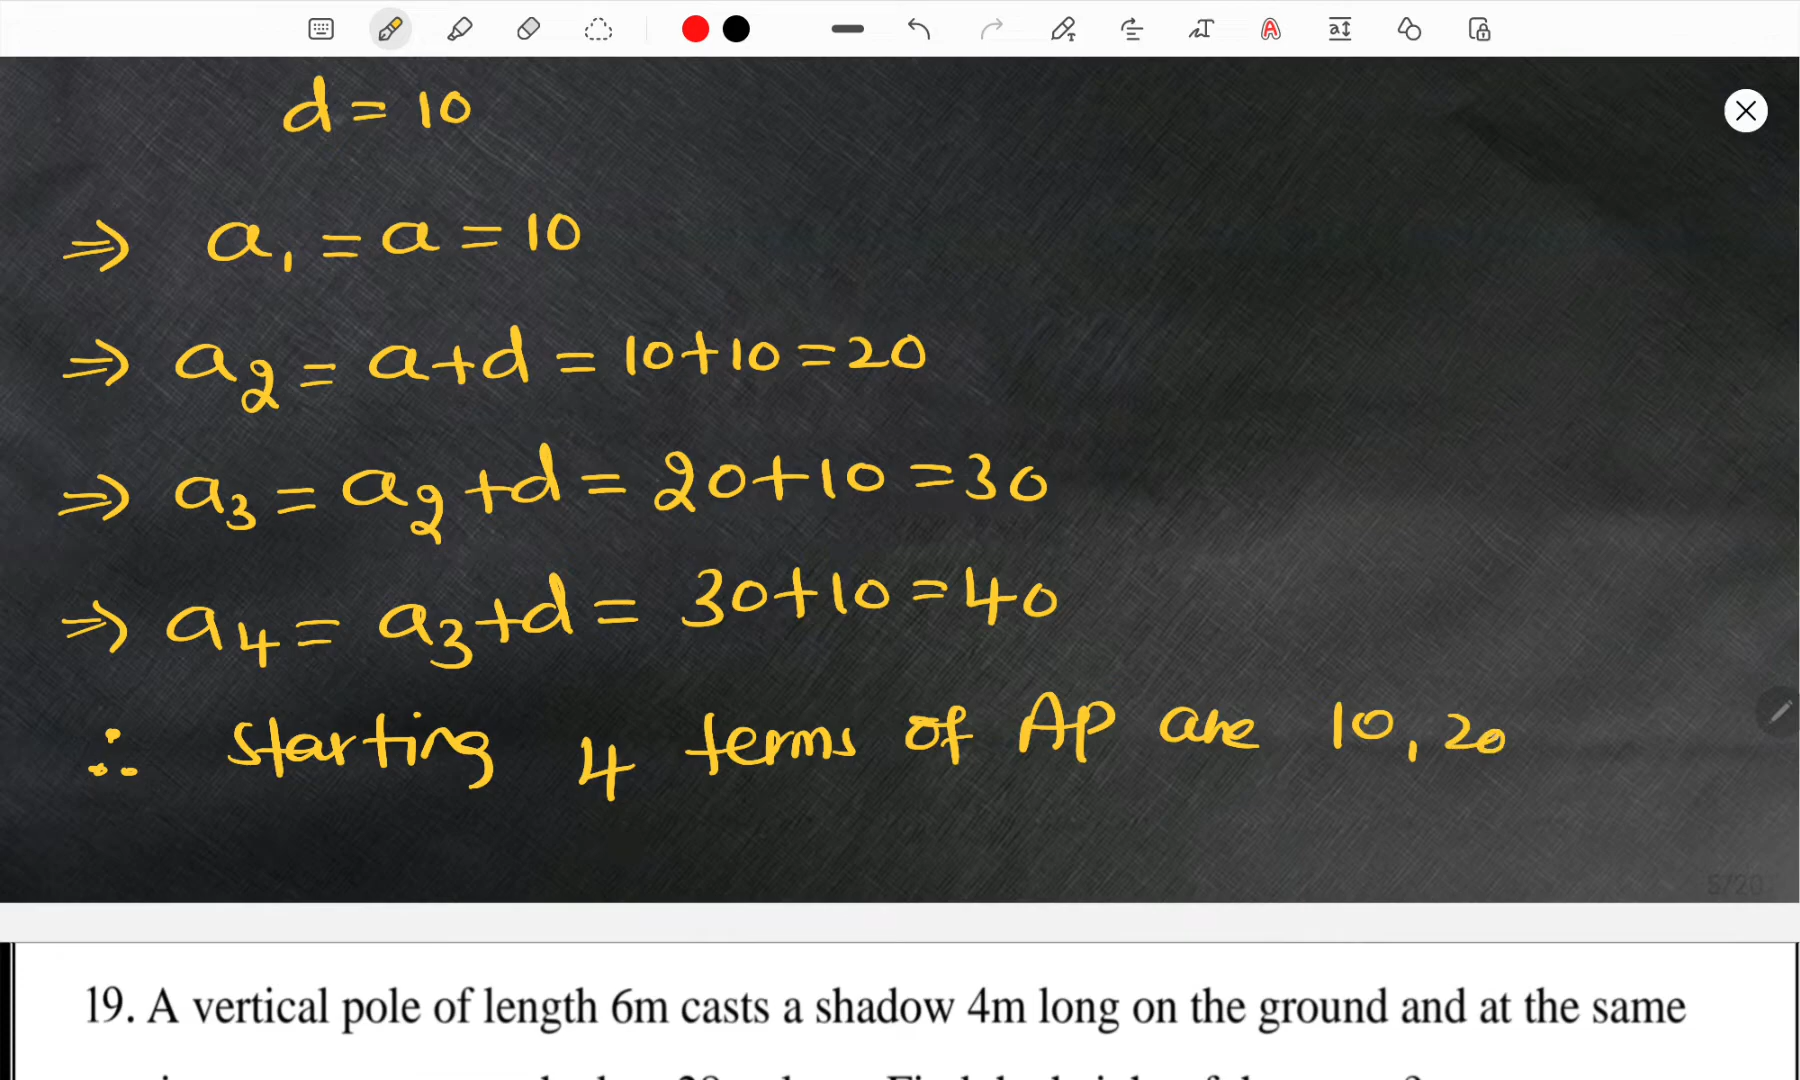 d = 10
⇒ a₁ = a = 10
⇒ a₂ = a+d = 10+10 = 20
⇒ a₃ = a₂+d = 20+10 = 30
⇒ a₄ = a₃+d = 30+10 = 40
∴ starting 4 terms of AP are 10, 20
5/20
19. A vertical pole of length 6m casts a shadow 4m long on the ground and at the same